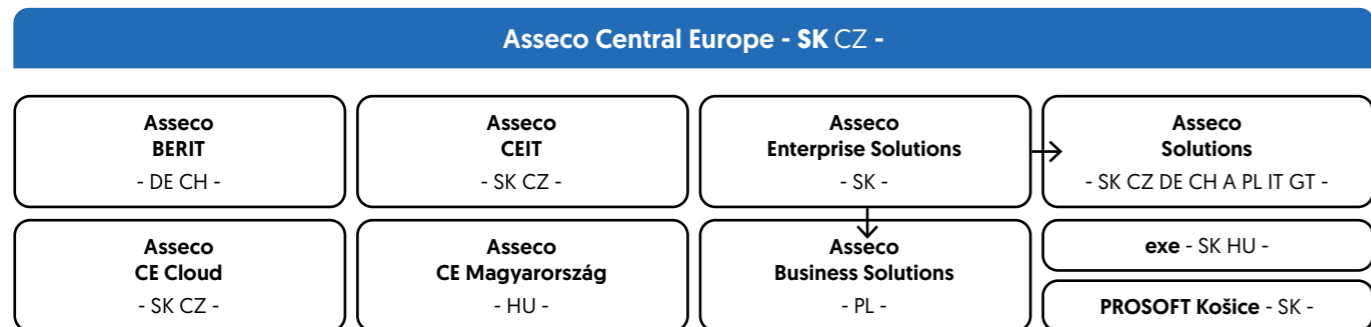 Asseco Central Europe - SK CZ -
Asseco
BERIT
- DE CH -
Asseco
CEIT
- SK CZ -
Asseco
Enterprise Solutions
- SK -
Asseco
Solutions
- SK CZ DE CH A PL IT GT -
Asseco
CE Cloud
- SK CZ -
Asseco
CE Magyarország
- HU -
Asseco
Business Solutions
- PL -
exe - SK HU -
PROSOFT Košice - SK -